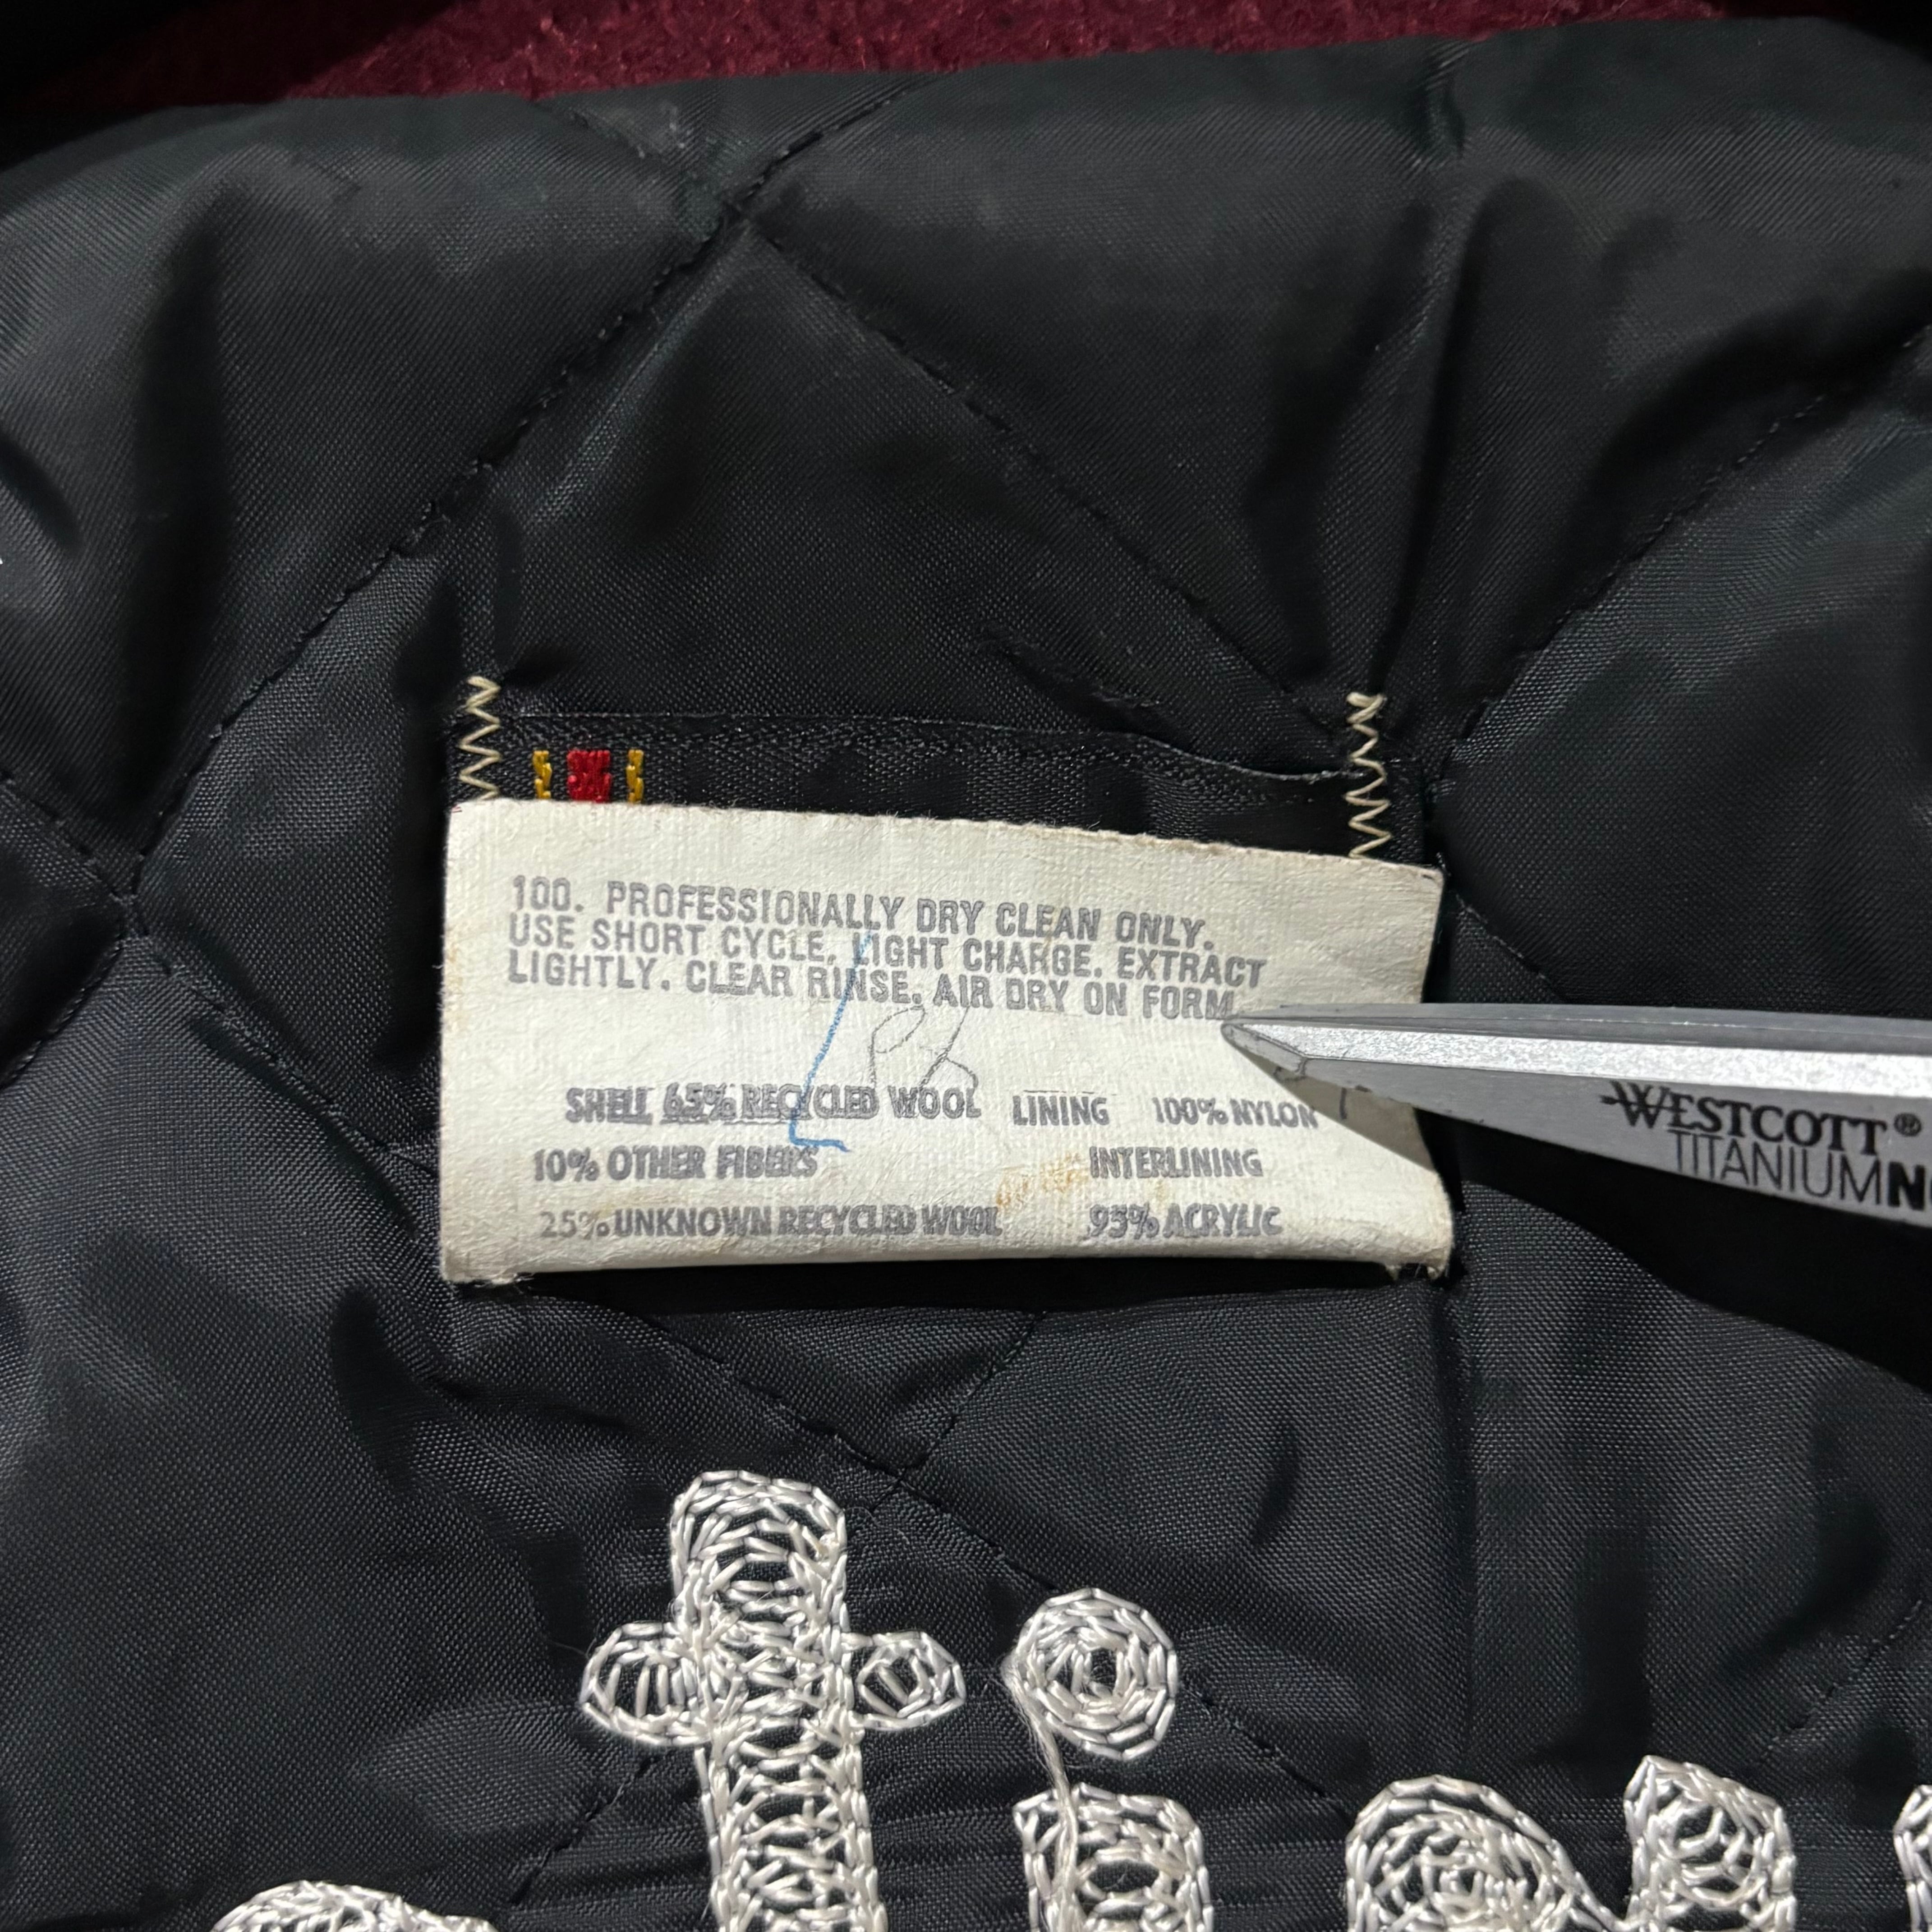 100. PROFESSIONALLY DRY CLEAN ONLY.
USE SHORT CYCLE, LIGHT CHARGE. EXTRACT
LIGHTLY. CLEAR RINSE. AIR DRY ON FORM
SHELL 65% RECYCLED WOOL LINING 100% NYLON
10% OTHER FIBERS INTERLINING
25% UNKNOWN RECYCLED WOOL 95% ACRYLIC
WESTCOTT®
TITANIUM
ti